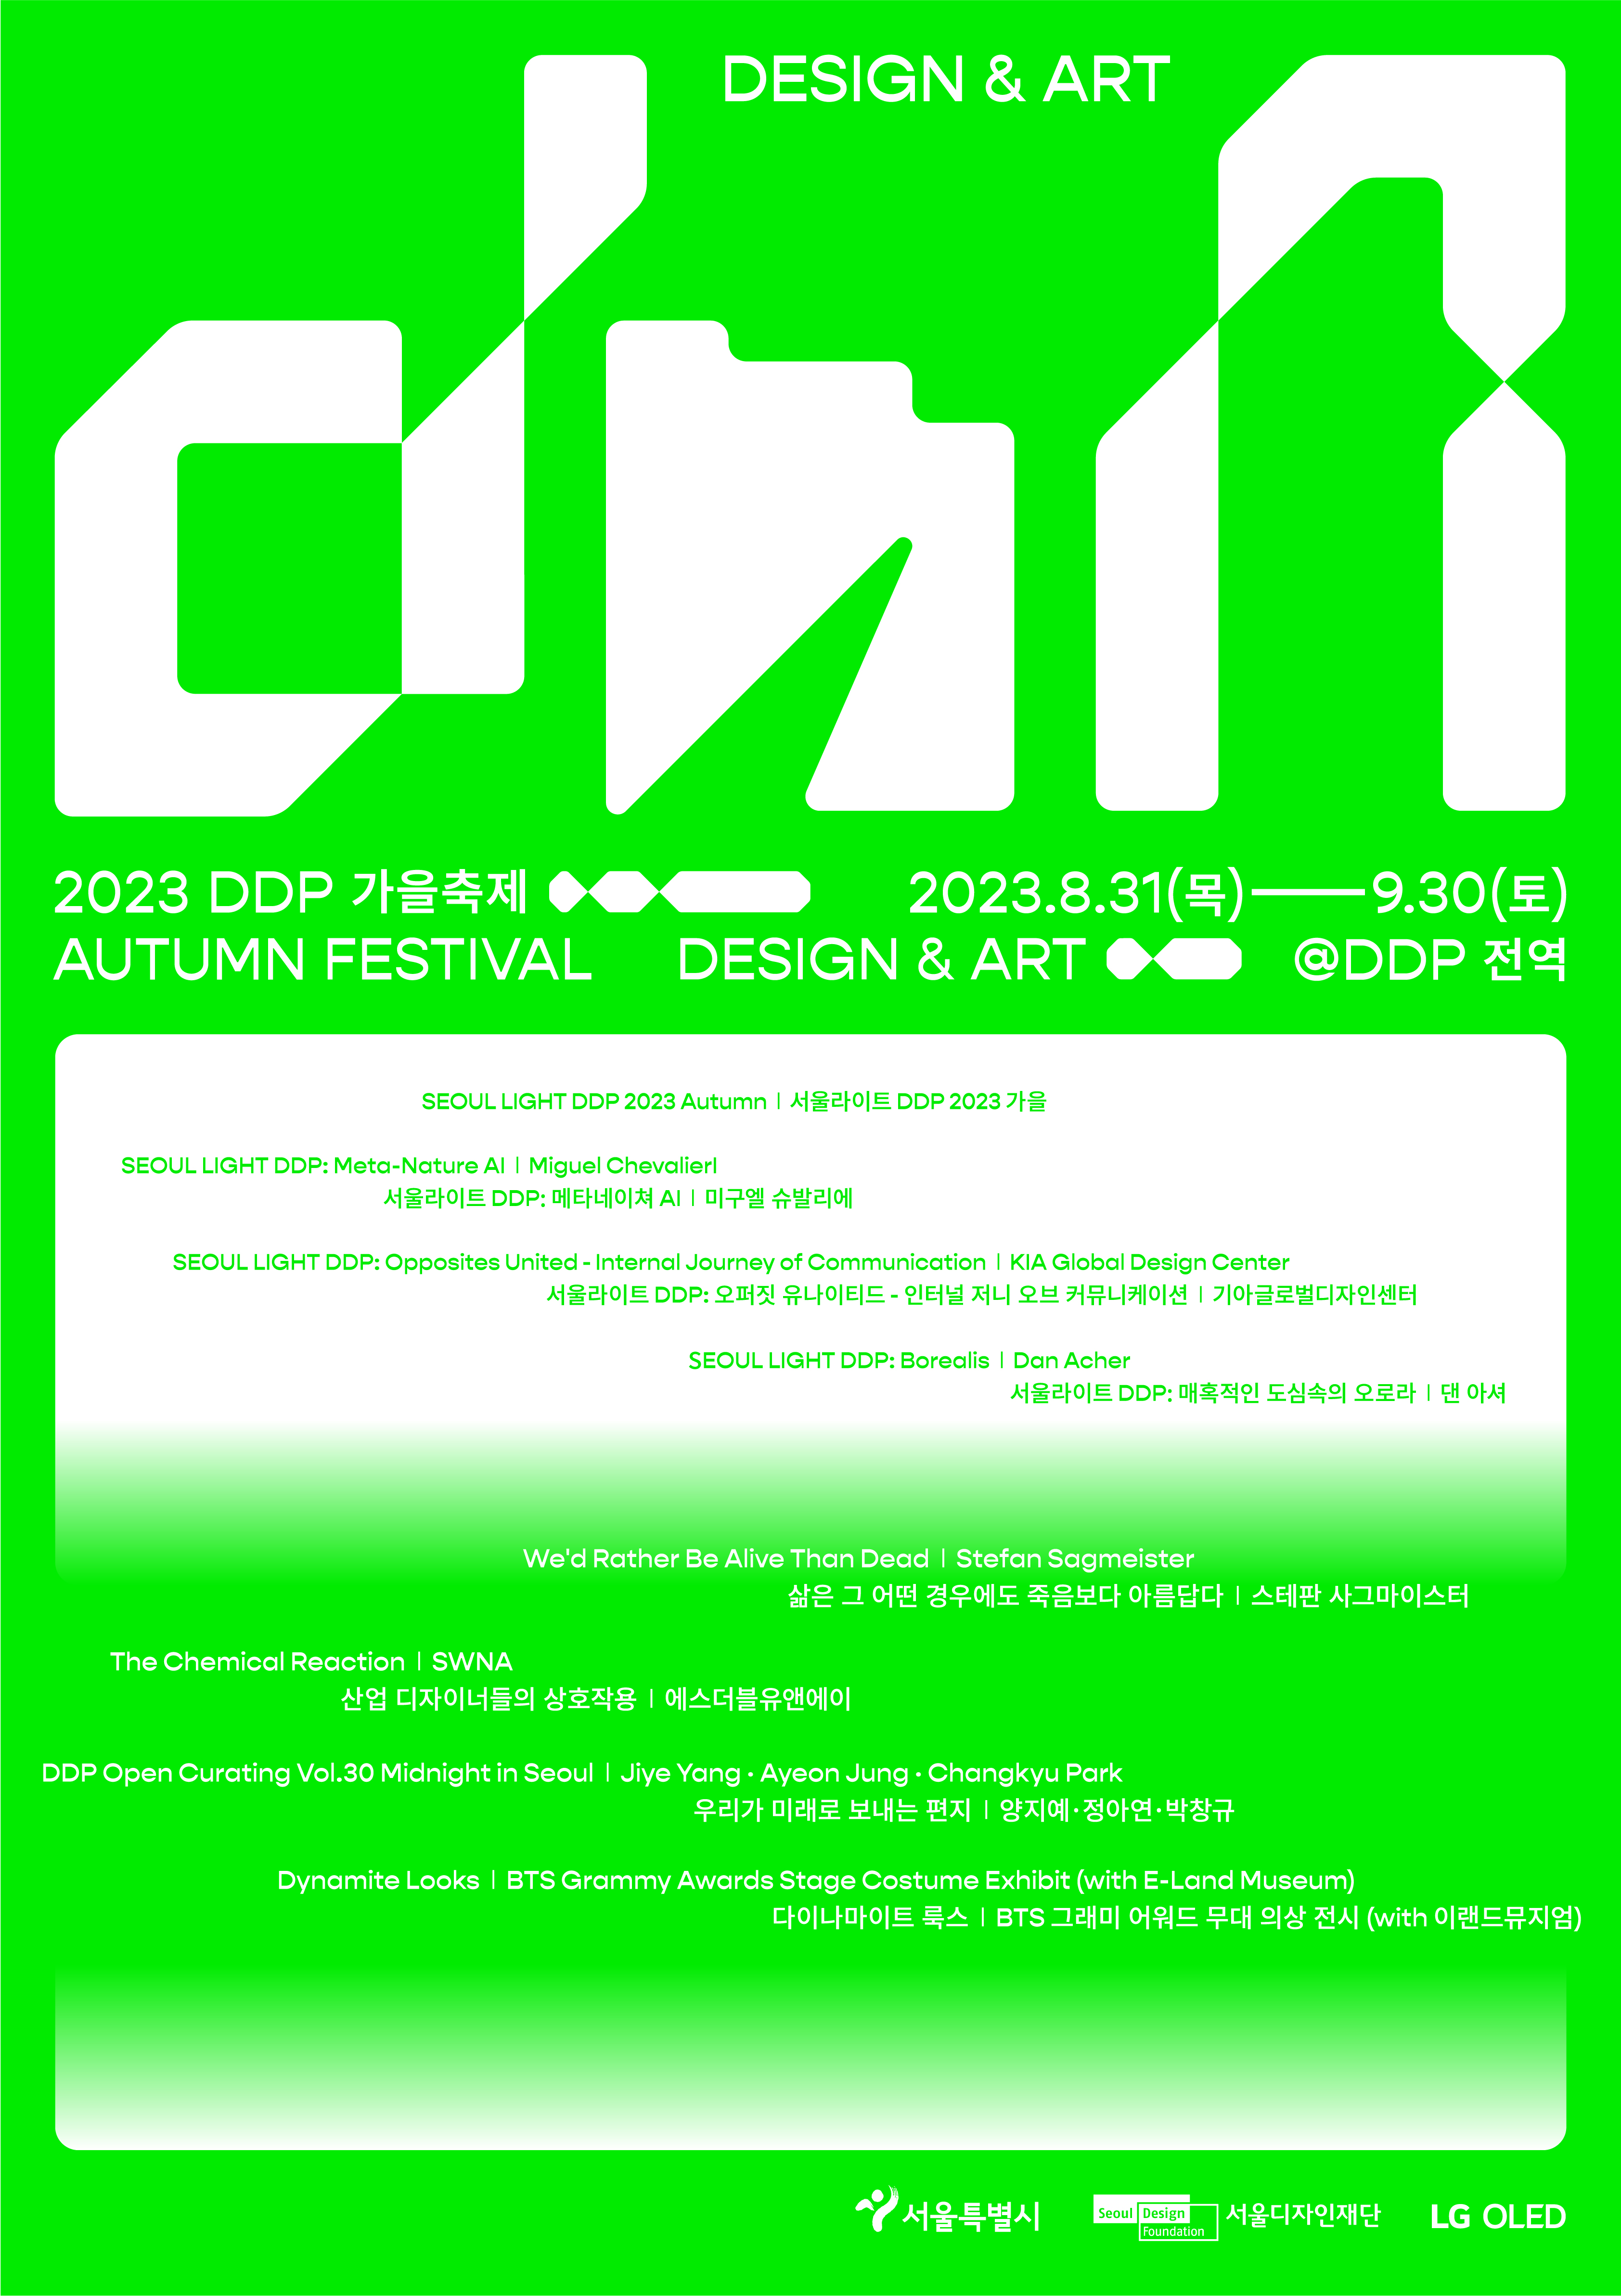 DESIGN & ART
d&A
2023 DDP 가을축제 2023.8.31(목)——9.30(토)
AUTUMN FESTIVAL DESIGN & ART @DDP 전역
SEOUL LIGHT DDP 2023 Autumn | 서울라이트 DDP 2023 가을
SEOUL LIGHT DDP: Meta-Nature AI | Miguel ChevalierI
서울라이트 DDP: 메타네이쳐 AI | 미구엘 슈발리에
SEOUL LIGHT DDP: Opposites United - Internal Journey of Communication | KIA Global Design Center
서울라이트 DDP: 오퍼짓 유나이티드 - 인터널 저니 오브 커뮤니케이션 | 기아글로벌디자인센터
SEOUL LIGHT DDP: Borealis | Dan Acher
서울라이트 DDP: 매혹적인 도심속의 오로라 | 댄 아셔
We'd Rather Be Alive Than Dead | Stefan Sagmeister
삶은 그 어떤 경우에도 죽음보다 아름답다 | 스테판 사그마이스터
The Chemical Reaction | SWNA
산업 디자이너들의 상호작용 | 에스더블유앤에이
DDP Open Curating Vol.30 Midnight in Seoul | Jiye Yang · Ayeon Jung · Changkyu Park
우리가 미래로 보내는 편지 | 양지예·정아연·박창규
Dynamite Looks | BTS Grammy Awards Stage Costume Exhibit (with E-Land Museum)
다이나마이트 룩스 | BTS 그래미 어워드 무대 의상 전시 (with 이랜드뮤지엄)
서울특별시 Seoul Design Foundation 서울디자인재단 LG OLED